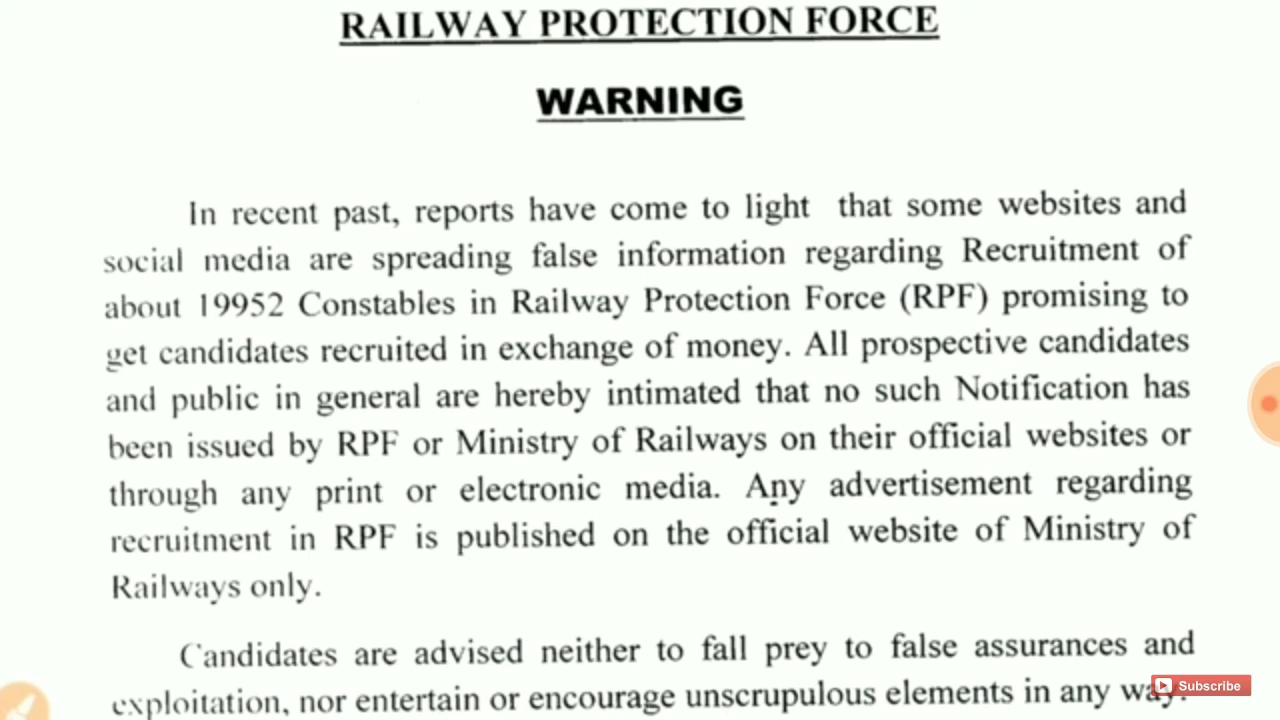 RAILWAY PROTECTION FORCE
WARNING
In recent past, reports have come to light that some websites and
social media are spreading false information regarding Recruitment of
about 19952 Constables in Railway Protection Force (RPF) promising to
get candidates recruited in exchange of money. All prospective candidates
and public in general are hereby intimated that no such Notification has
been issued by RPF or Ministry of Railways on their official websites or
through any print or electronic media. Any advertisement regarding
recruitment in RPF is published on the official website of Ministry of
Railways only.
Candidates are advised neither to fall prey to false assurances and
exploitation, nor entertain or encourage unscrupulous elements in any way.
Subscribe